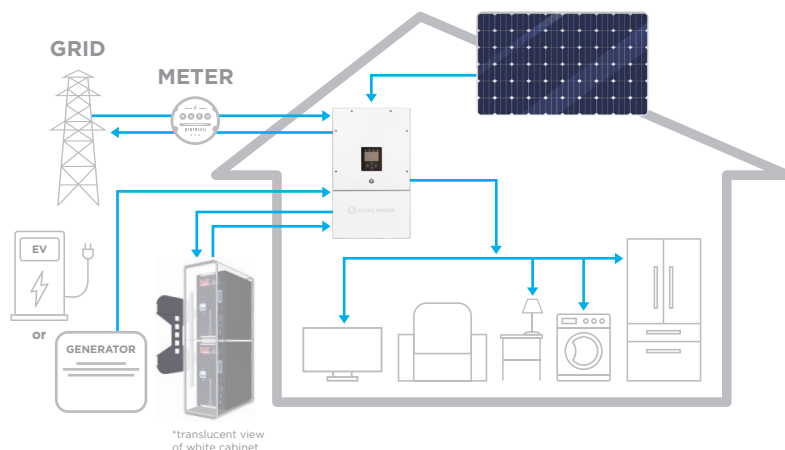 GRID
METER
EV
or
GENERATOR
*translucent view
of white cabinet